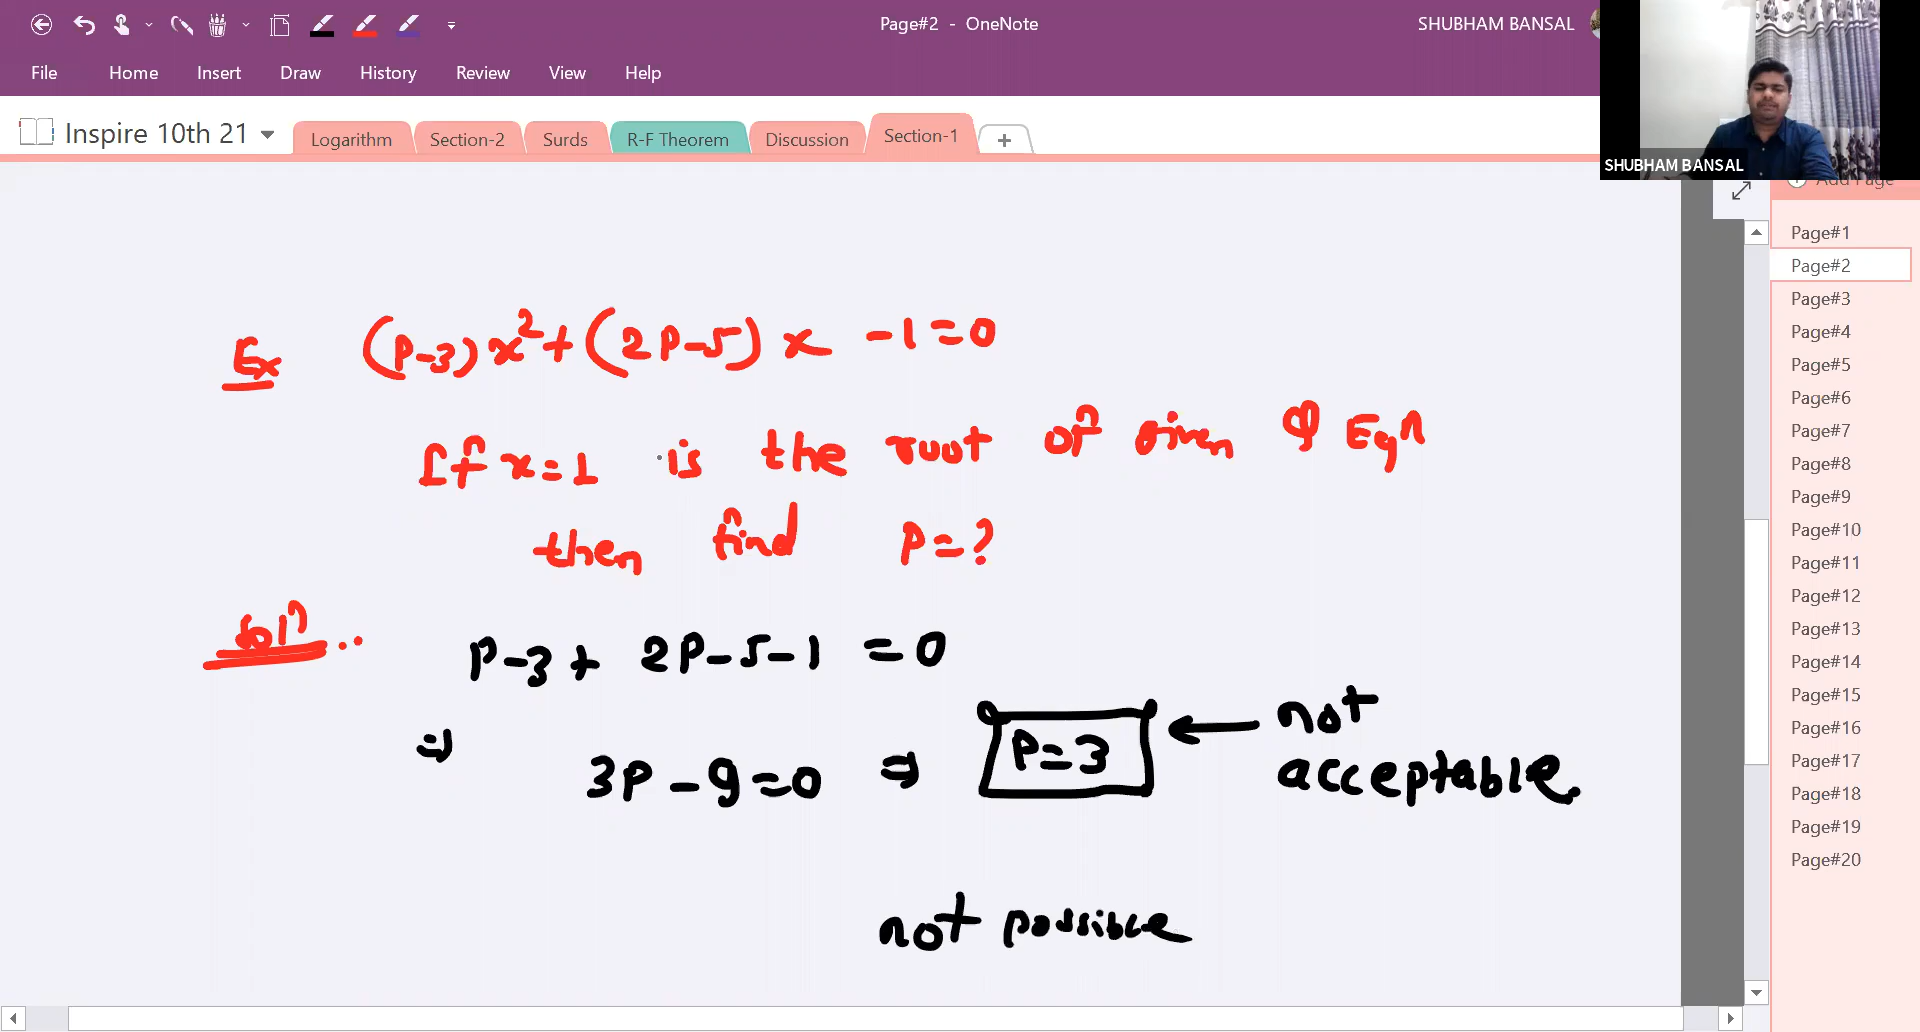 Page#2 - OneNote
SHUBHAM BANSAL
File Home Insert Draw History Review View Help
Inspire 10th 21
Logarithm Section-2 Surds R-F Theorem Discussion Section-1 +
SHUBHAM BANSAL
Add Page
Page#1
Page#2
Page#3
Page#4
Page#5
Page#6
Page#7
Page#8
Page#9
Page#10
Page#11
Page#12
Page#13
Page#14
Page#15
Page#16
Page#17
Page#18
Page#19
Page#20
Ex (P-3)x²+(2P-5)x -1=0
If x=1 is the root of given Q Eqn
then find P=?
Solⁿ ..
P-3+ 2P-5-1 =0
⇒ 3P-9=0 ⇒ P=3 ← not
acceptable.
not possible